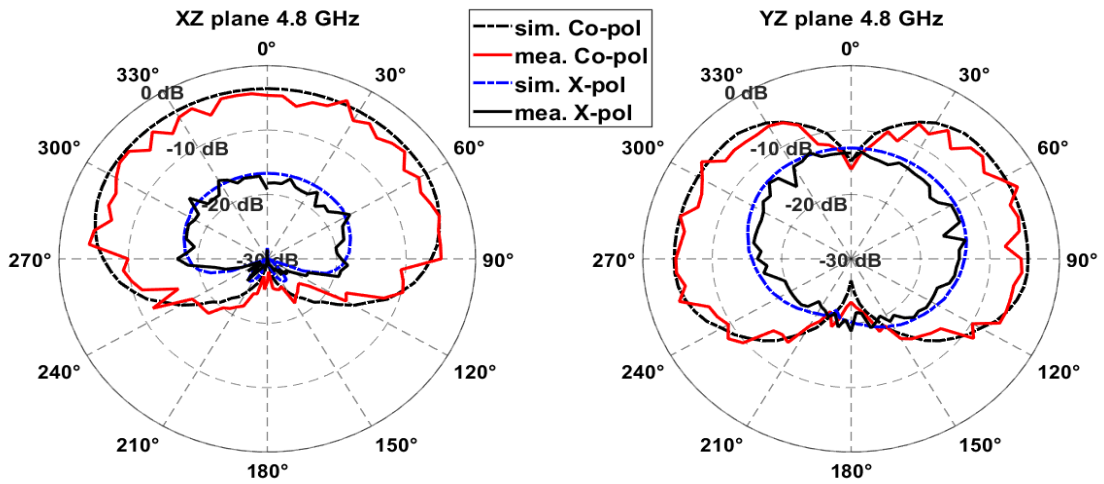 XZ plane 4.8 GHz
0°
30°
60°
90°
120°
150°
180°
210°
240°
270°
300°
330°
0 dB
-10 dB
-20 dB
-30 dB
sim. Co-pol
mea. Co-pol
sim. X-pol
mea. X-pol
YZ plane 4.8 GHz
0°
30°
60°
90°
120°
150°
180°
210°
240°
270°
300°
330°
0 dB
-10 dB
-20 dB
-30 dB